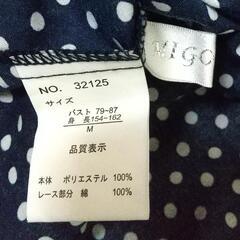 NO. 32125
サイズ
バスト 79~87
身 長154~162
M
品質表示
本体 ポリエステル 100%
レース部分 綿 100%
WIGO